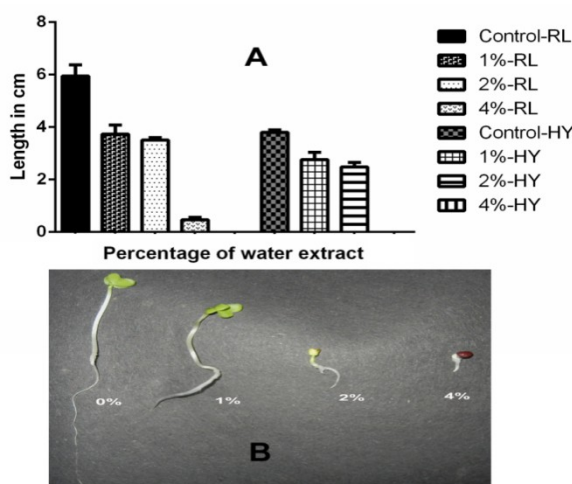 8
6
4
2
0
Length in cm
A
Control-RL
1%-RL
2%-RL
4%-RL
Control-HY
1%-HY
2%-HY
4%-HY
Percentage of water extract
0%
1%
2%
4%
B